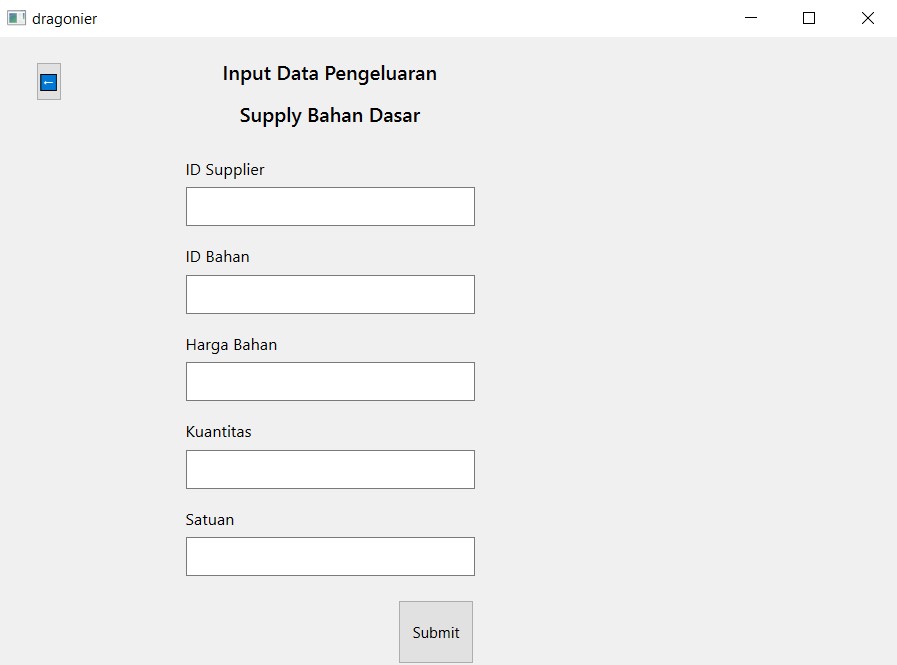 dragonier
←
Input Data Pengeluaran
Supply Bahan Dasar
ID Supplier
ID Bahan
Harga Bahan
Kuantitas
Satuan
Submit